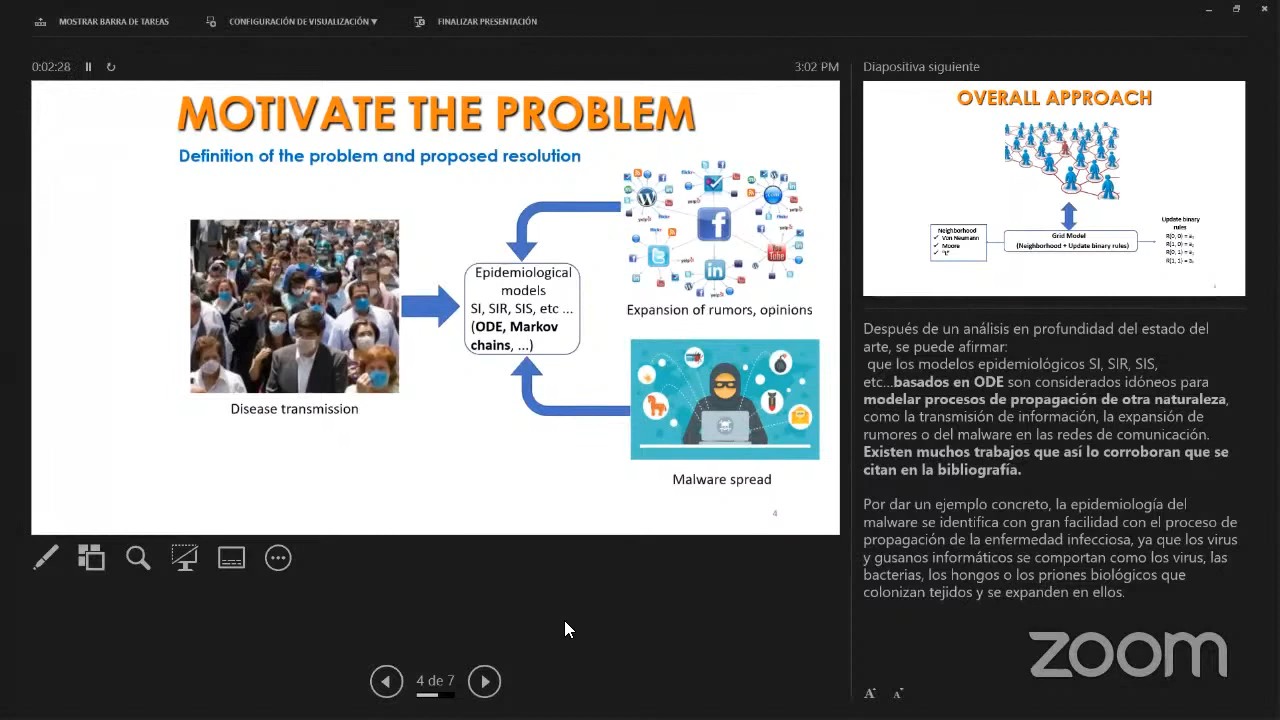 MOSTRAR BARRA DE TAREAS
CONFIGURACIÓN DE VISUALIZACIÓN ▼
FINALIZAR PRESENTACIÓN
0:02:28
3:02 PM
MOTIVATE THE PROBLEM
Definition of the problem and proposed resolution
Epidemiological
models
SI, SIR, SIS, etc ...
(ODE, Markov
chains, ...)
Disease transmission
Expansion of rumors, opinions
Malware spread
4
4 de 7
Diapositiva siguiente
OVERALL APPROACH
Neighborhood
✓ Von Neumann
✓ Moore
✓ "L"
Grid Model
(Neighborhood + Update binary rules)
Update binary
rules
Después de un análisis en profundidad del estado del
arte, se puede afirmar:
que los modelos epidemiológicos SI, SIR, SIS,
etc...basados en ODE son considerados idóneos para
modelar procesos de propagación de otra naturaleza,
como la transmisión de información, la expansión de
rumores o del malware en las redes de comunicación.
Existen muchos trabajos que así lo corroboran que se
citan en la bibliografía.
Por dar un ejemplo concreto, la epidemiología del
malware se identifica con gran facilidad con el proceso de
propagación de la enfermedad infecciosa, ya que los virus
y gusanos informáticos se comportan como los virus, las
bacterias, los hongos o los priones biológicos que
colonizan tejidos y se expanden en ellos.
zoom